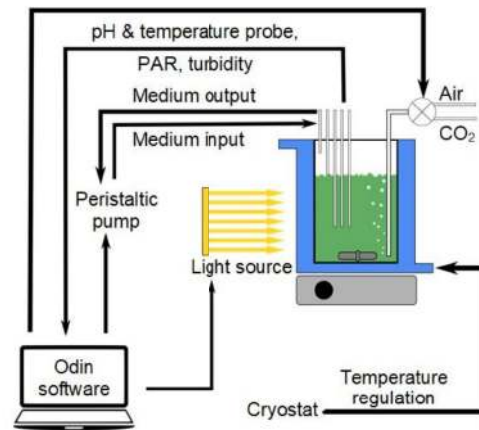 pH & temperature probe,
PAR, turbidity
Medium output
Medium input
Air
CO₂
Peristaltic
pump
Light source
Odin
software
Temperature
regulation
Cryostat